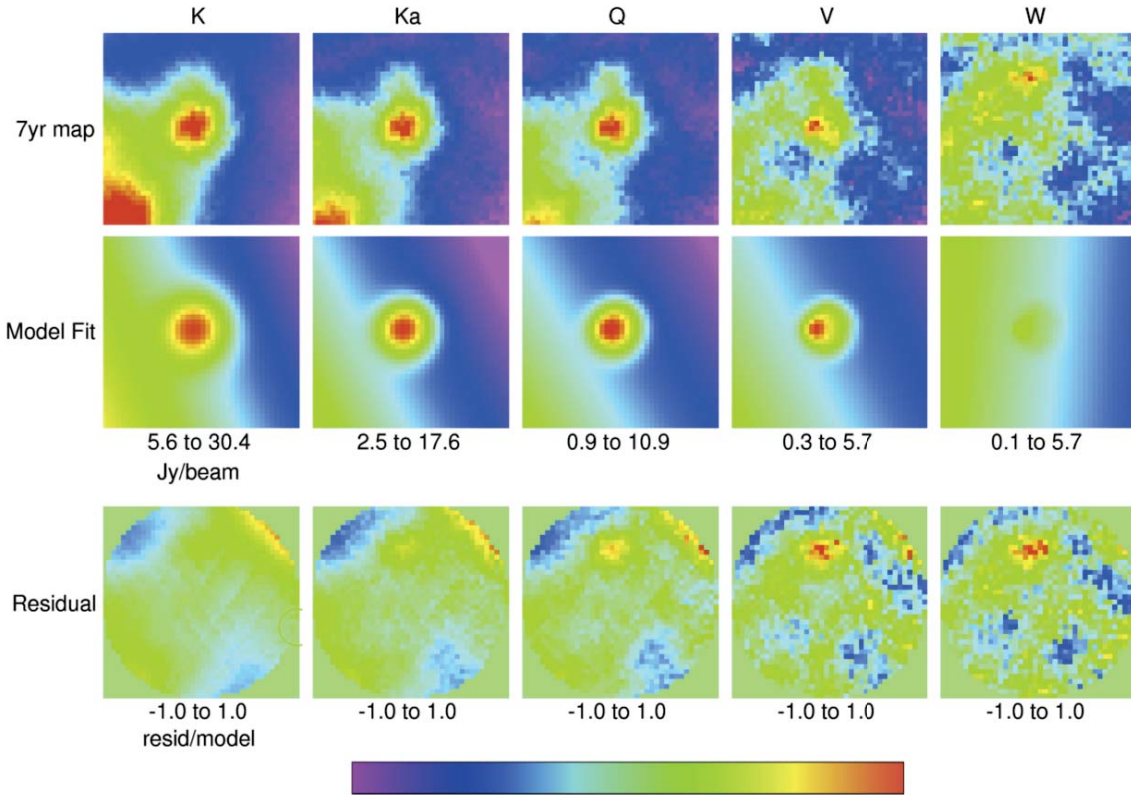 K Ka Q V W
7yr map
Model Fit
5.6 to 30.4 2.5 to 17.6 0.9 to 10.9 0.3 to 5.7 0.1 to 5.7
Jy/beam
Residual
-1.0 to 1.0 -1.0 to 1.0 -1.0 to 1.0 -1.0 to 1.0 -1.0 to 1.0
resid/model